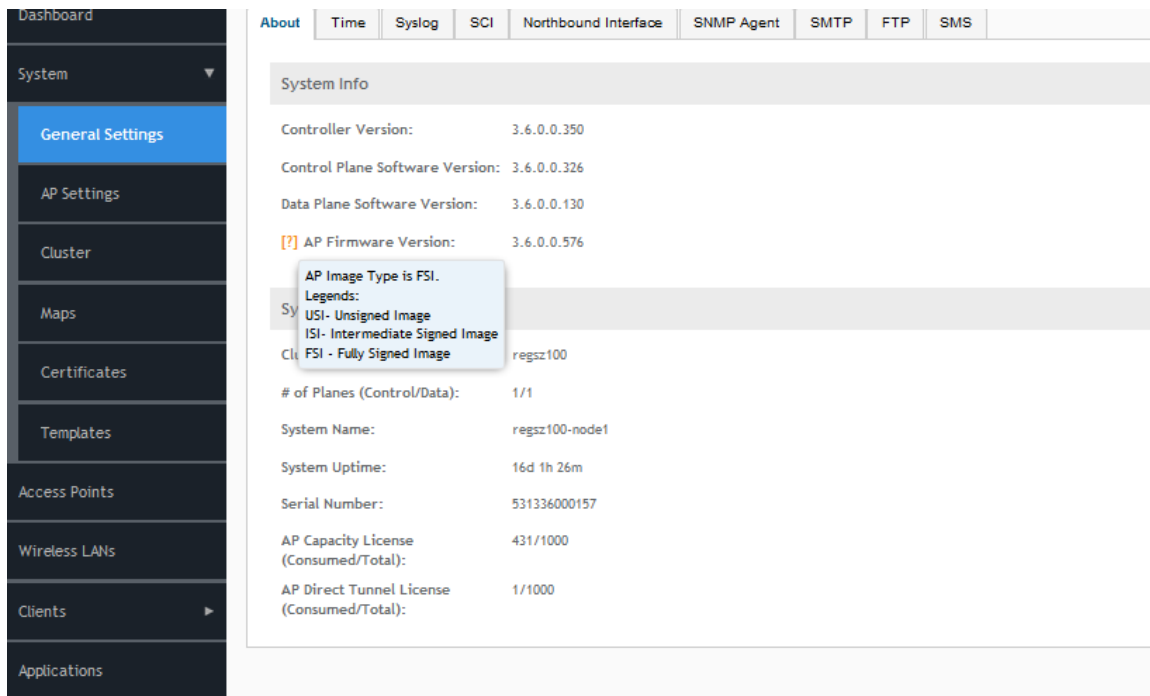 Dashboard
System
General Settings
AP Settings
Cluster
Maps
Certificates
Templates
Access Points
Wireless LANs
Clients
Applications
About Time Syslog SCI Northbound Interface SNMP Agent SMTP FTP SMS
System Info
Controller Version: 3.6.0.0.350
Control Plane Software Version: 3.6.0.0.326
Data Plane Software Version: 3.6.0.0.130
[?] AP Firmware Version: 3.6.0.0.576
AP Image Type is FSI.
Legends:
USI- Unsigned Image
ISI- Intermediate Signed Image
FSI - Fully Signed Image
regsz100
# of Planes (Control/Data): 1/1
System Name: regsz100-node1
System Uptime: 16d 1h 26m
Serial Number: 531336000157
AP Capacity License 431/1000
(Consumed/Total):
AP Direct Tunnel License 1/1000
(Consumed/Total):